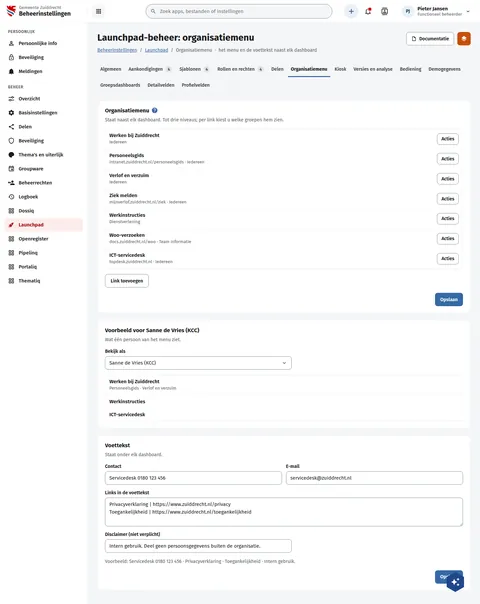 Gemeente Zuiddrecht
Beheerinstellingen
Zoek apps, bestanden of instellingen
PJ
Pieter Jansen
Functioneel Beheerder
PERSOONLIJK
Persoonlijke info
Beveiliging
Meldingen
BEHEER
Overzicht
Basisinstellingen
Delen
Beveiliging
Thema's en uiterlijk
Groupware
Beheerrechten
Logboek
Dossiq
Launchpad
Openregister
Pipelinq
Portaliq
Thematiq
Launchpad-beheer: organisatiemenu
Beheerinstellingen / Launchpad / Organisatiemenu · het menu en de voettekst naast elk dashboard
Documentatie
Algemeen
Aankondigingen
Sjablonen
Rollen en rechten
Delen
Organisatiemenu
Kiosk
Versies en analyse
Bediening
Demogegevens
Groepsdashboards
Detailvelden
Profielvelden
Organisatiemenu ?
Staat naast elk dashboard. Tot drie niveaus; per link kiest u welke groepen hem zien.
Werken bij Zuiddrecht
Iedereen
Acties
Personeelsgids
intranet.zuiddrecht.nl/personeelsgids · Iedereen
Acties
Verlof en verzuim
Iedereen
Acties
Ziek melden
mijnverlof.zuiddrecht.nl/ziek · Iedereen
Acties
Werkinstructies
Dienstverlening
Acties
Woo-verzoeken
docs.zuiddrecht.nl/woo · Team Informatie
Acties
ICT-servicedesk
topdesk.zuiddrecht.nl · Iedereen
Acties
Link toevoegen
Opslaan
Voorbeeld voor Sanne de Vries (KCC)
Wat één persoon van het menu ziet.
Bekijk als
Sanne de Vries (KCC)
Werken bij Zuiddrecht
Personeelsgids · Verlof en verzuim
Werkinstructies
ICT-servicedesk
Voettekst
Staat onder elk dashboard.
Contact
Servicedesk 0180 123 456
E-mail
servicedesk@zuiddrecht.nl
Links in de voettekst
Privacyverklaring | https://www.zuiddrecht.nl/privacy
Toegankelijkheid | https://www.zuiddrecht.nl/toegankelijkheid
Disclaimer (niet verplicht)
Intern gebruik. Deel geen persoonsgegevens buiten de organisatie.
Voorbeeld: Servicedesk 0180 123 456 · Privacyverklaring · Toegankelijkheid · Intern gebruik.